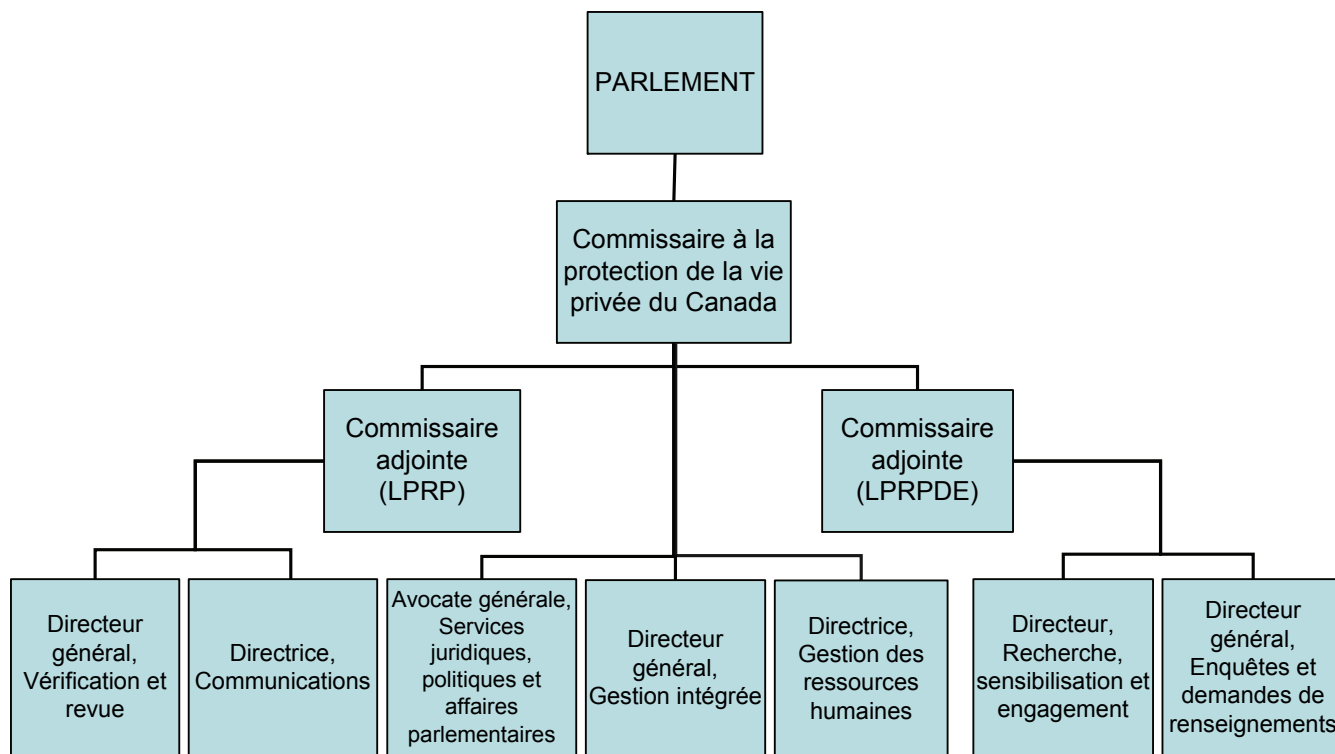 PARLEMENT
Commissaire à la
protection de la vie
privée du Canada
Commissaire
adjointe
(LPRP)
Commissaire
adjointe
(LPRPDE)
Directeur
général,
Vérification et
revue
Directrice,
Communications
Avocate générale,
Services
juridiques,
politiques et
affaires
parlementaires
Directeur
général,
Gestion intégrée
Directrice,
Gestion des
ressources
humaines
Directeur,
Recherche,
sensibilisation et
engagement
Directeur
général,
Enquêtes et
demandes de
renseignements